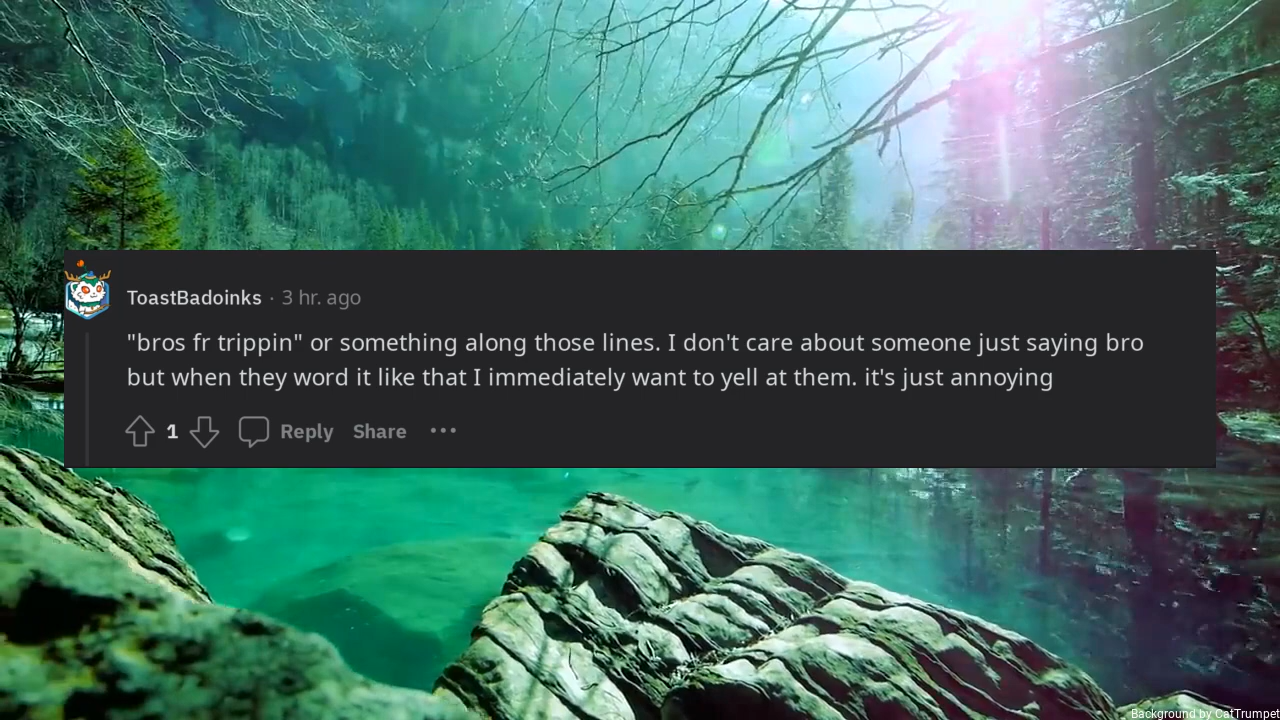 ToastBadoinks · 3 hr. ago
"bros fr trippin" or something along those lines. I don't care about someone just saying bro
but when they word it like that I immediately want to yell at them. it's just annoying
1 Reply Share •••
Background by CatTrumpet